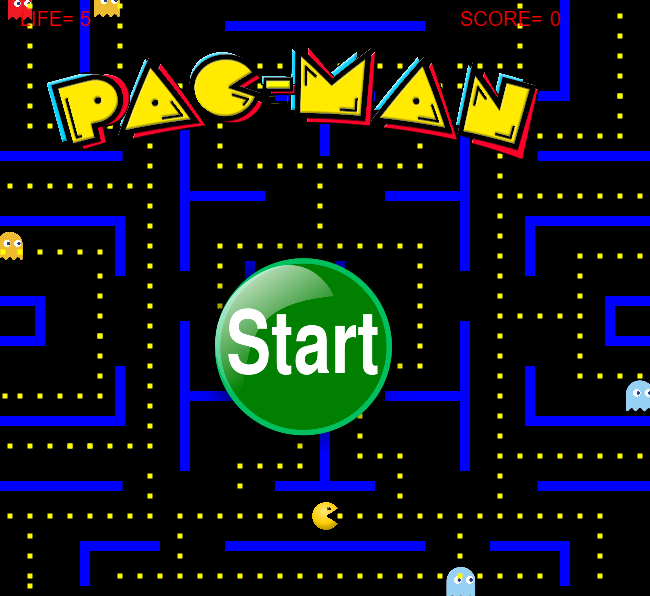 LIFE= 5
SCORE= 0
PAC-MAN
Start